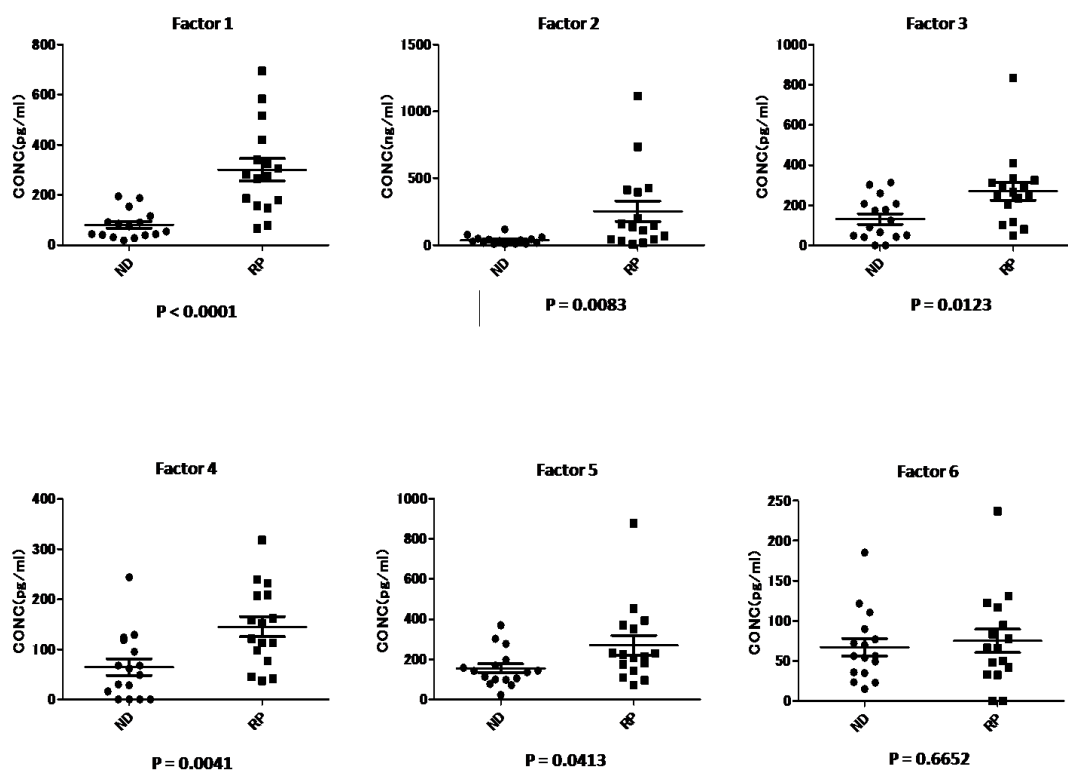 Factor 1
CONC(pg/ml)
800
600
400
200
0
ND
RP
P < 0.0001
Factor 2
CONC(ng/ml)
1500
1000
500
0
ND
RP
P = 0.0083
Factor 3
CONC(pg/ml)
1000
800
600
400
200
0
ND
RP
P = 0.0123
Factor 4
CONC(pg/ml)
400
300
200
100
0
ND
RP
P = 0.0041
Factor 5
CONC(pg/ml)
1000
800
600
400
200
0
ND
RP
P = 0.0413
Factor 6
CONC(pg/ml)
250
200
150
100
50
0
ND
RP
P = 0.6652